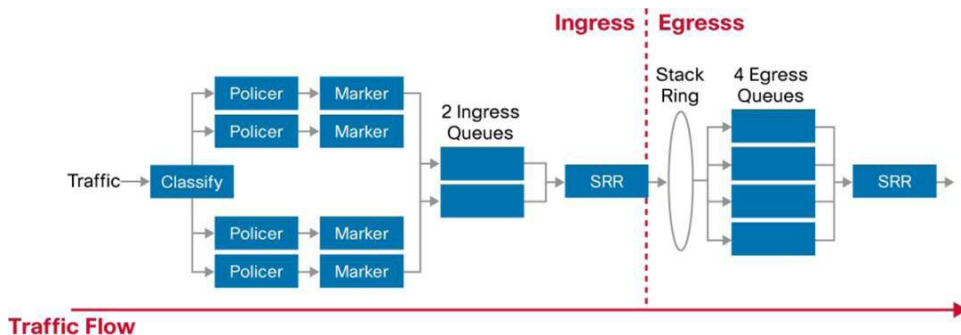 Ingress Egresss
Stack
Ring
4 Egress
Queues
Policer Marker
2 Ingress
Queues
Policer Marker
Traffic Classify
SRR
SRR
Policer Marker
Policer Marker
Traffic Flow